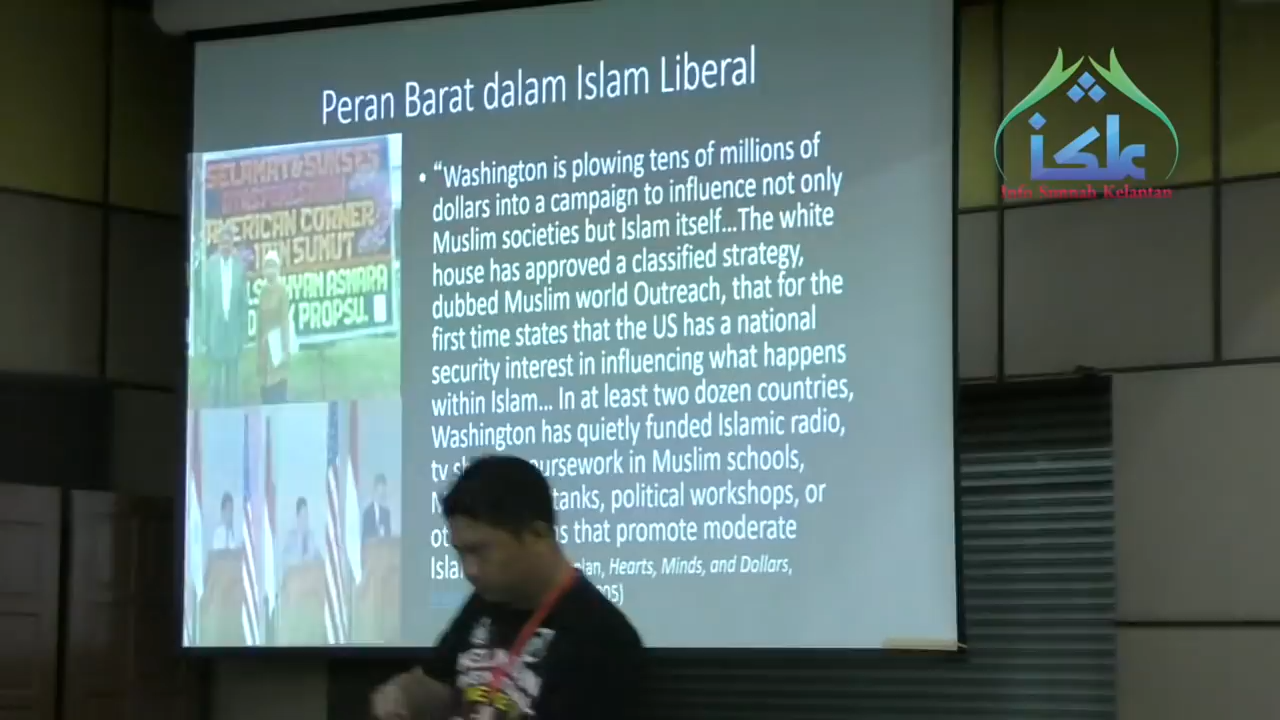 Peran Barat dalam Islam Liberal
• “Washington is plowing tens of millions of
dollars into a campaign to influence not only
Muslim societies but Islam itself...The white
house has approved a classified strategy,
dubbed Muslim world Outreach, that for the
first time states that the US has a national
security interest in influencing what happens
within Islam... In at least two dozen countries,
Washington has quietly funded Islamic radio,
tv in Muslim schools,
tanks, political workshops, or
that promote moderate
Hearts, Minds, and Dollars,
SELAMAT & SUKSES
AMERICAN CORNER
IAIN SUMUT
ASMARA
PROPSU.
Info Sunnah Kelantan